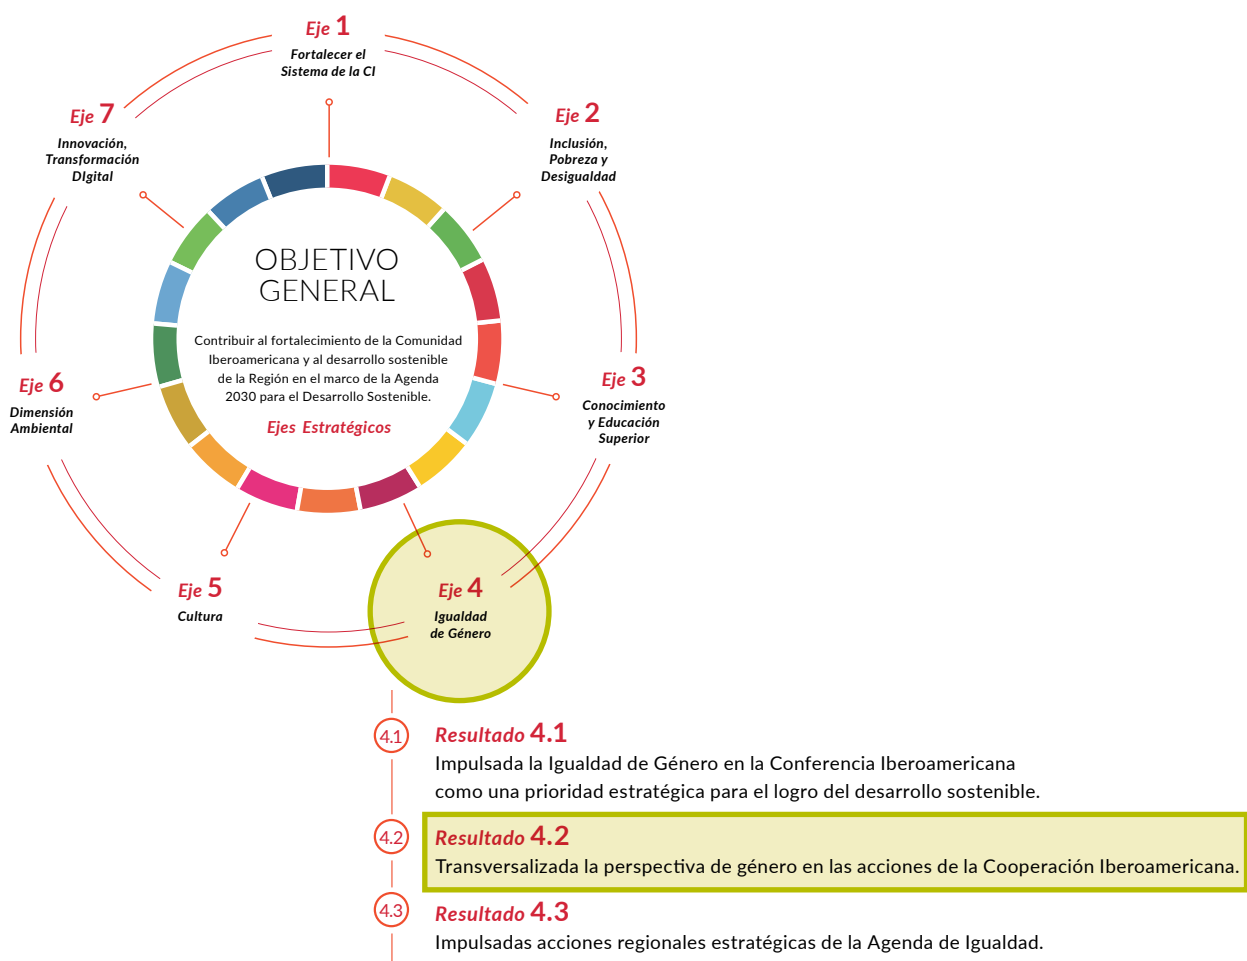 Eje 1
Fortalecer el
Sistema de la CI
Eje 2
Inclusión,
Pobreza y
Desigualdad
Eje 3
Conocimiento
y Educación
Superior
Eje 4
Igualdad
de Género
Eje 5
Cultura
Eje 6
Dimensión
Ambiental
Eje 7
Innovación,
Transformación
DIgital
OBJETIVO
GENERAL
Contribuir al fortalecimiento de la Comunidad
Iberoamericana y al desarrollo sostenible
de la Región en el marco de la Agenda
2030 para el Desarrollo Sostenible.
Ejes Estratégicos
4.1
Resultado 4.1
Impulsada la Igualdad de Género en la Conferencia Iberoamericana
como una prioridad estratégica para el logro del desarrollo sostenible.
4.2
Resultado 4.2
Transversalizada la perspectiva de género en las acciones de la Cooperación Iberoamericana.
4.3
Resultado 4.3
Impulsadas acciones regionales estratégicas de la Agenda de Igualdad.